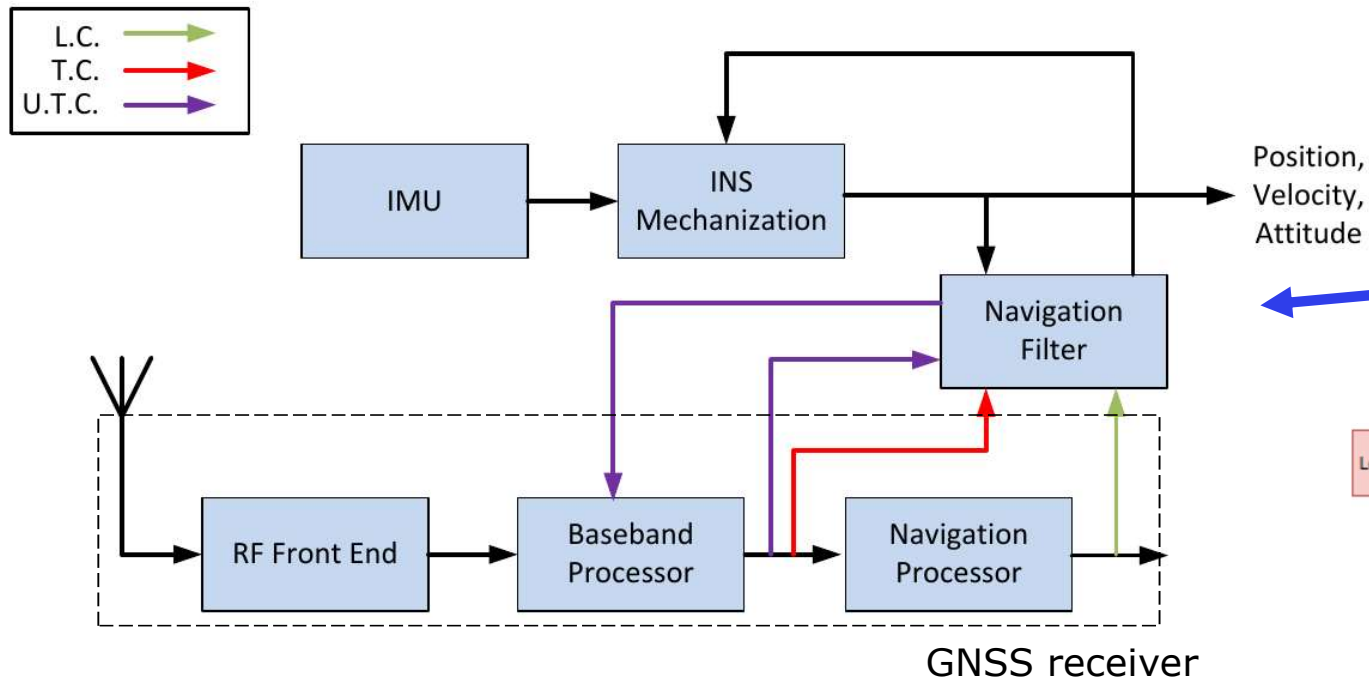 L.C.
T.C.
U.T.C.
IMU
INS
Mechanization
Position,
Velocity,
Attitude
Navigation
Filter
RF Front End
Baseband
Processor
Navigation
Processor
GNSS receiver